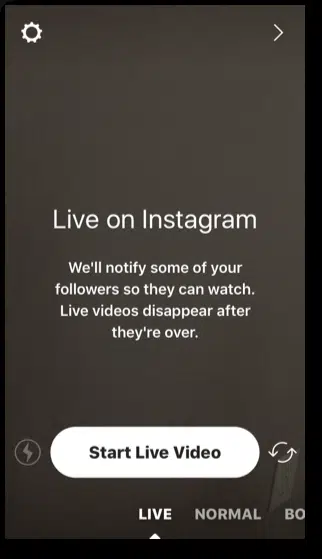 Live on Instagram
We'll notify some of your
followers so they can watch.
Live videos disappear after
they're over.
Start Live Video
LIVE NORMAL BO